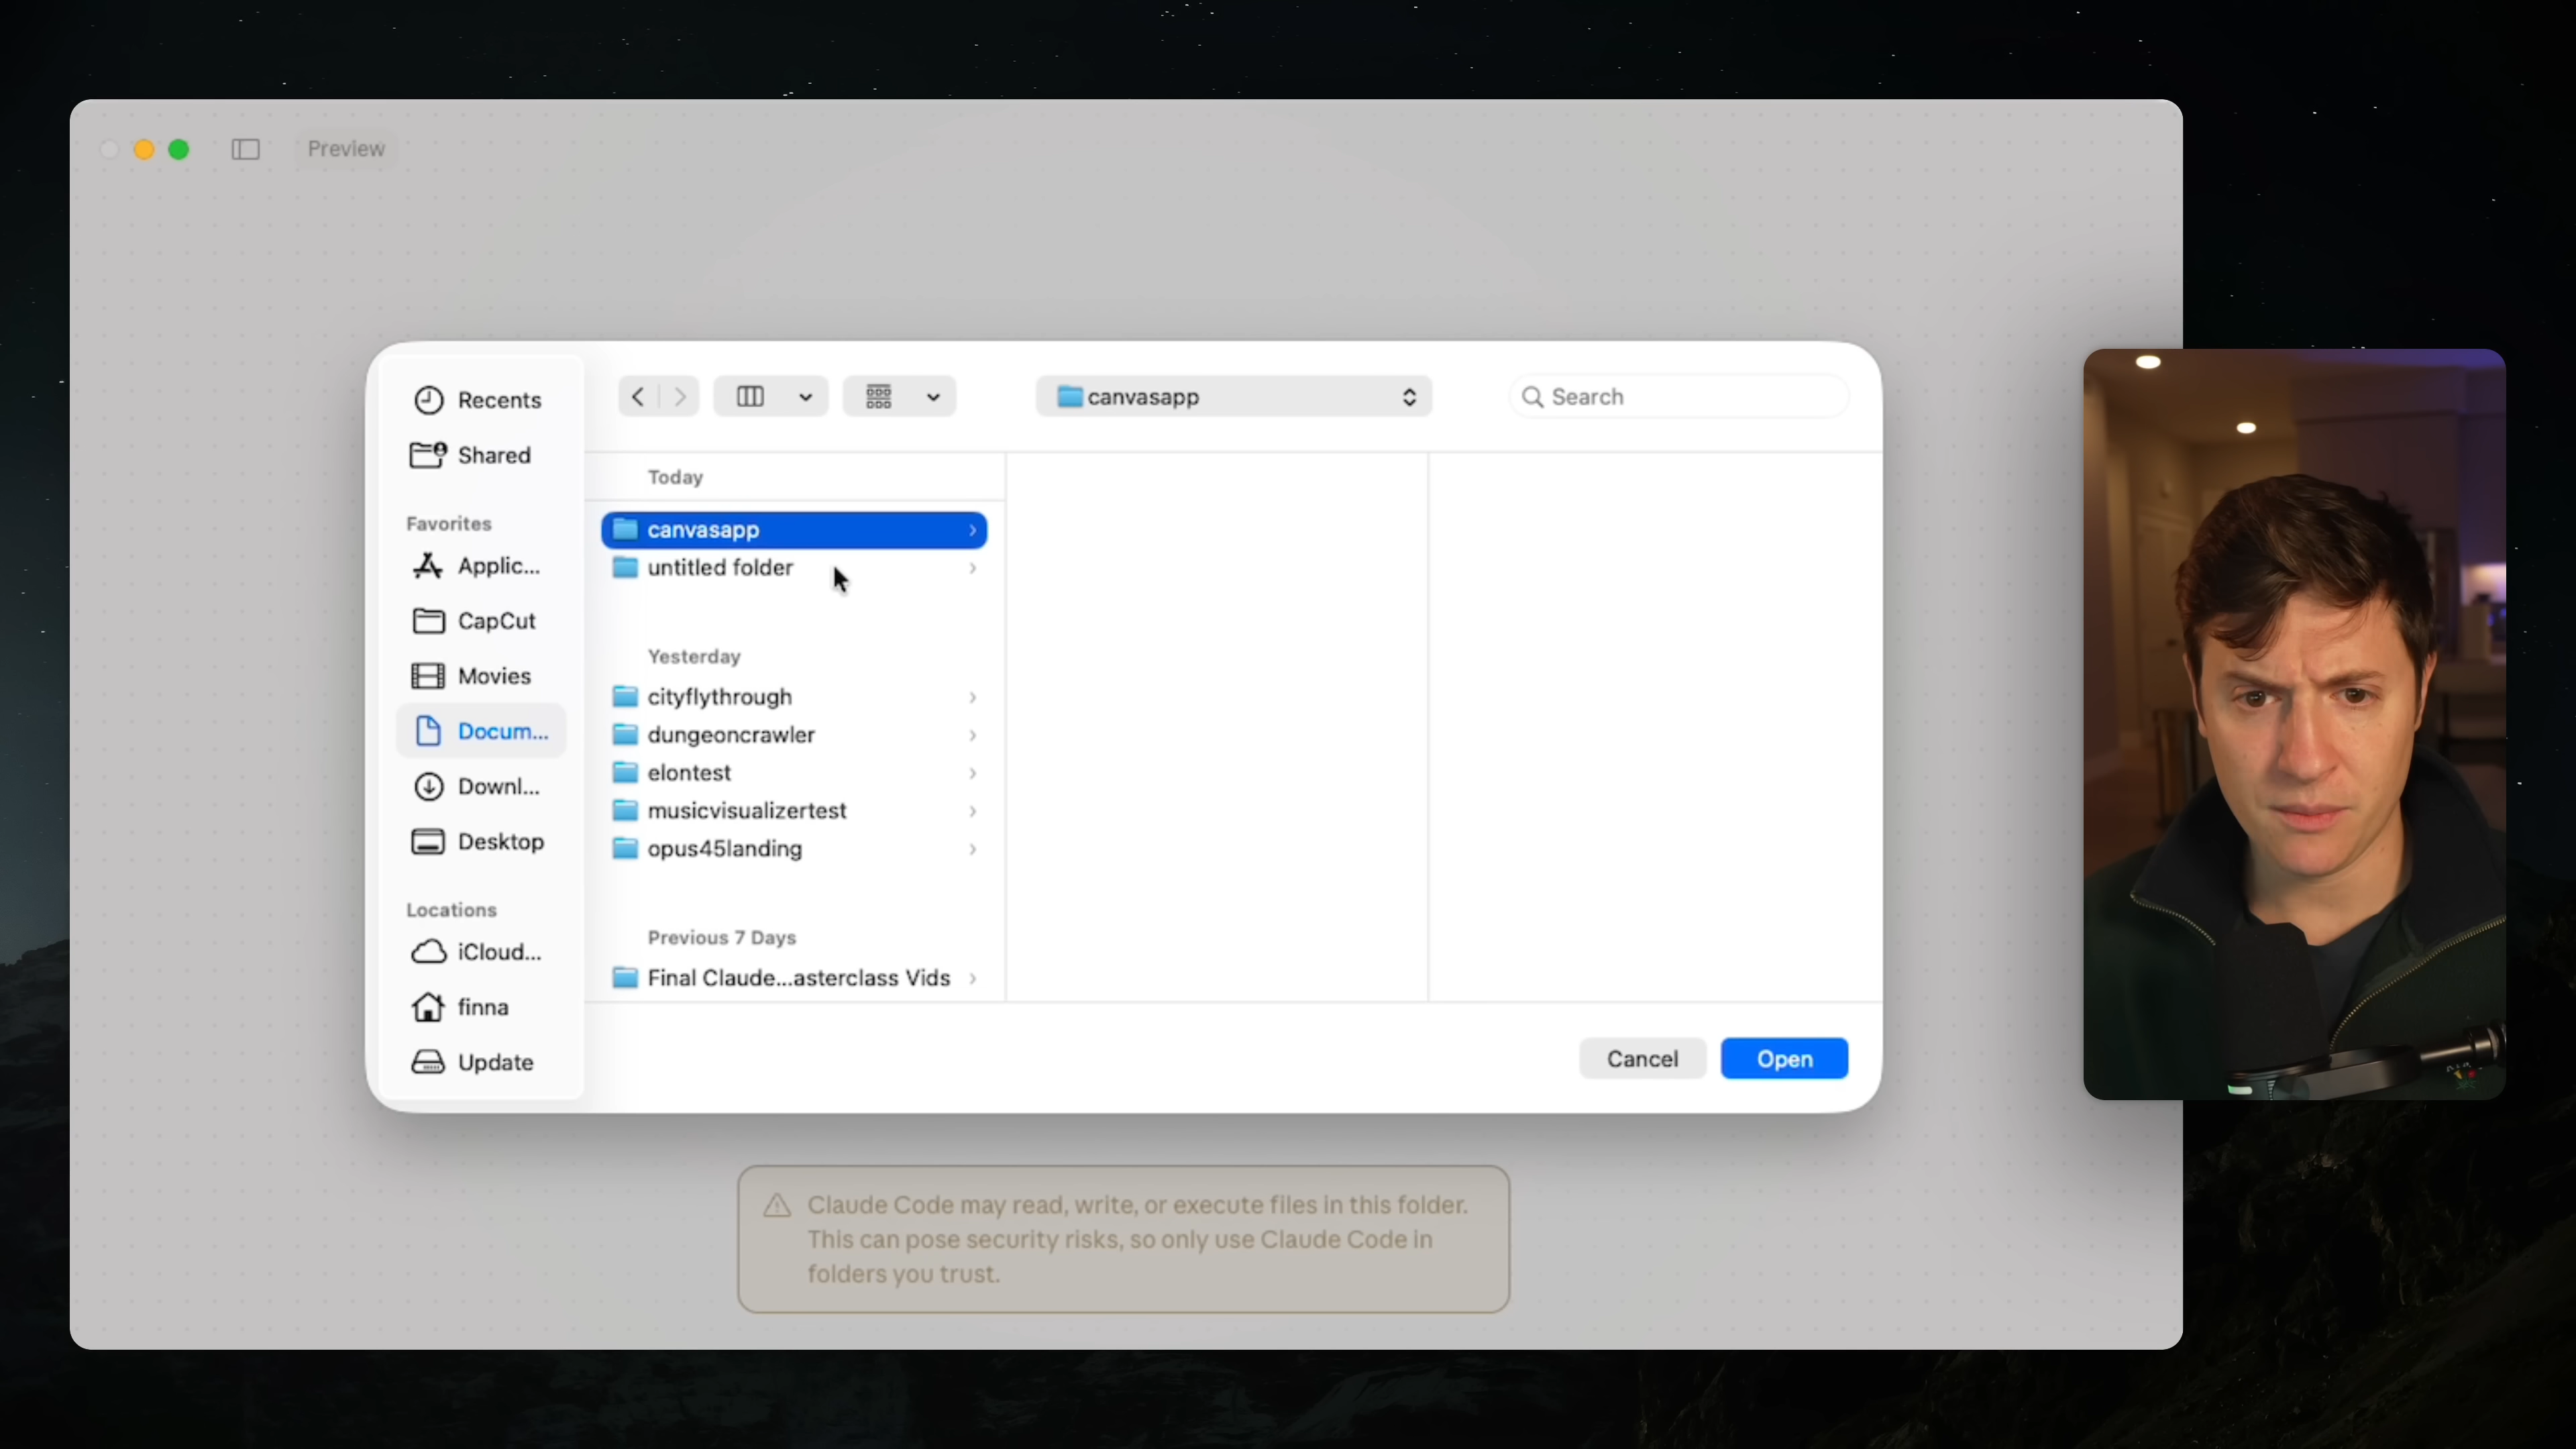 Preview
Recents
Shared
Favorites
Applic...
CapCut
Movies
Docum...
Downl...
Desktop
Locations
iCloud...
finna
Update
canvasapp
Search
Today
canvasapp
untitled folder
Yesterday
cityflythrough
dungeoncrawler
elontest
musicvisualizertest
opus45landing
Previous 7 Days
Final Claude...asterclass Vids
Cancel
Open
Claude Code may read, write, or execute files in this folder.
This can pose security risks, so only use Claude Code in
folders you trust.